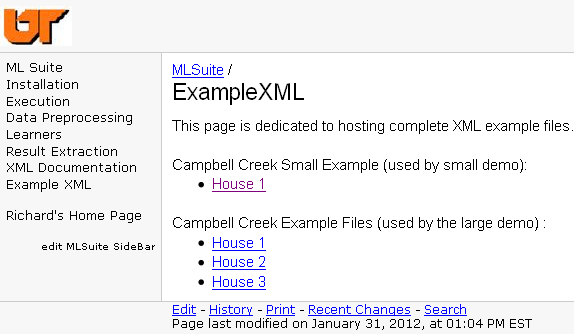 UT
ML Suite
Installation
Execution
Data Preprocessing
Learners
Result Extraction
XML Documentation
Example XML
Richard's Home Page
edit MLSuite SideBar
MLSuite /
ExampleXML
This page is dedicated to hosting complete XML example files.
Campbell Creek Small Example (used by small demo):
House 1
Campbell Creek Example Files (used by the large demo) :
House 1
House 2
House 3
Edit - History - Print - Recent Changes - Search
Page last modified on January 31, 2012, at 01:04 PM EST